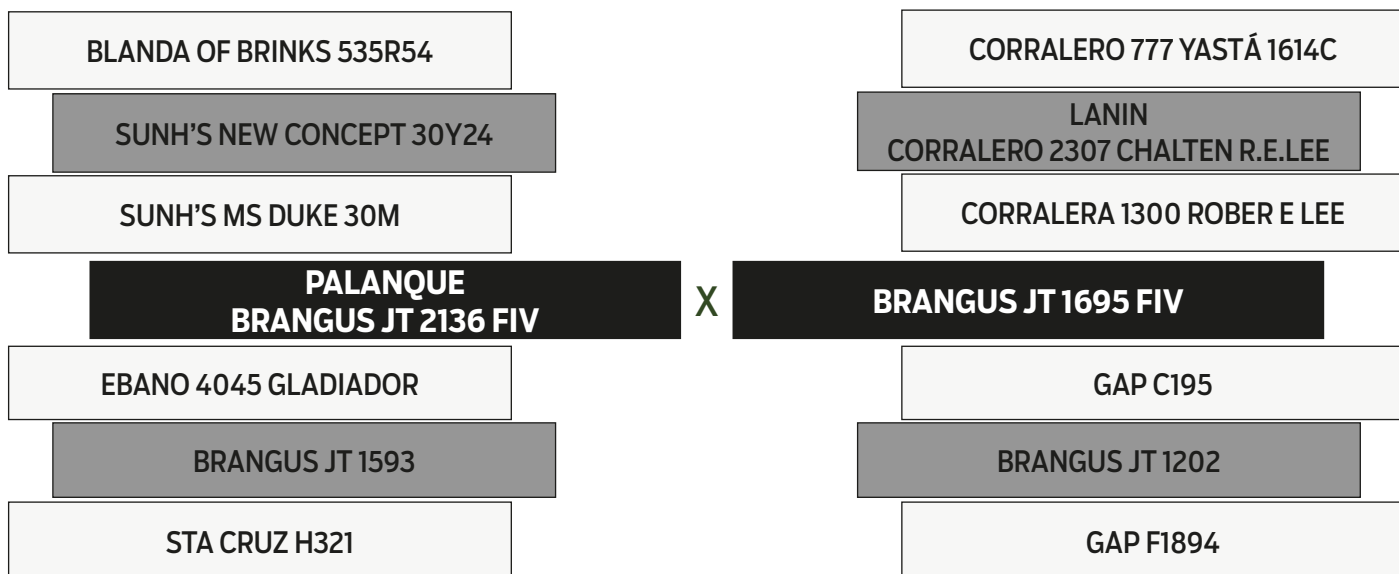 BLANDA OF BRINKS 535R54
SUNH'S NEW CONCEPT 30Y24
SUNH'S MS DUKE 30M
PALANQUE
BRANGUS JT 2136 FIV
EBANO 4045 GLADIADOR
BRANGUS JT 1593
STA CRUZ H321
X
CORRALERO 777 YASTÁ 1614C
LANIN
CORRALERO 2307 CHALTEN R.E.LEE
CORRALERA 1300 ROBER E LEE
BRANGUS JT 1695 FIV
GAP C195
BRANGUS JT 1202
GAP F1894